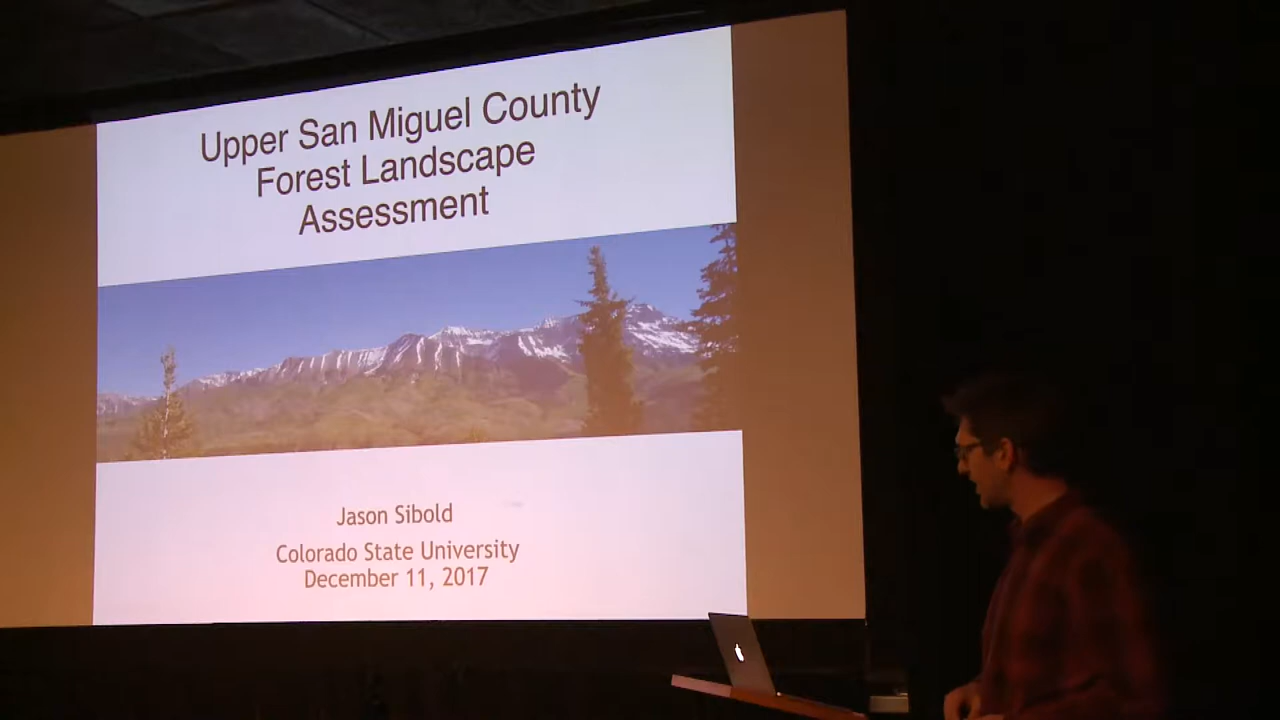 Upper San Miguel County
Forest Landscape
Assessment
Jason Sibold
Colorado State University
December 11, 2017